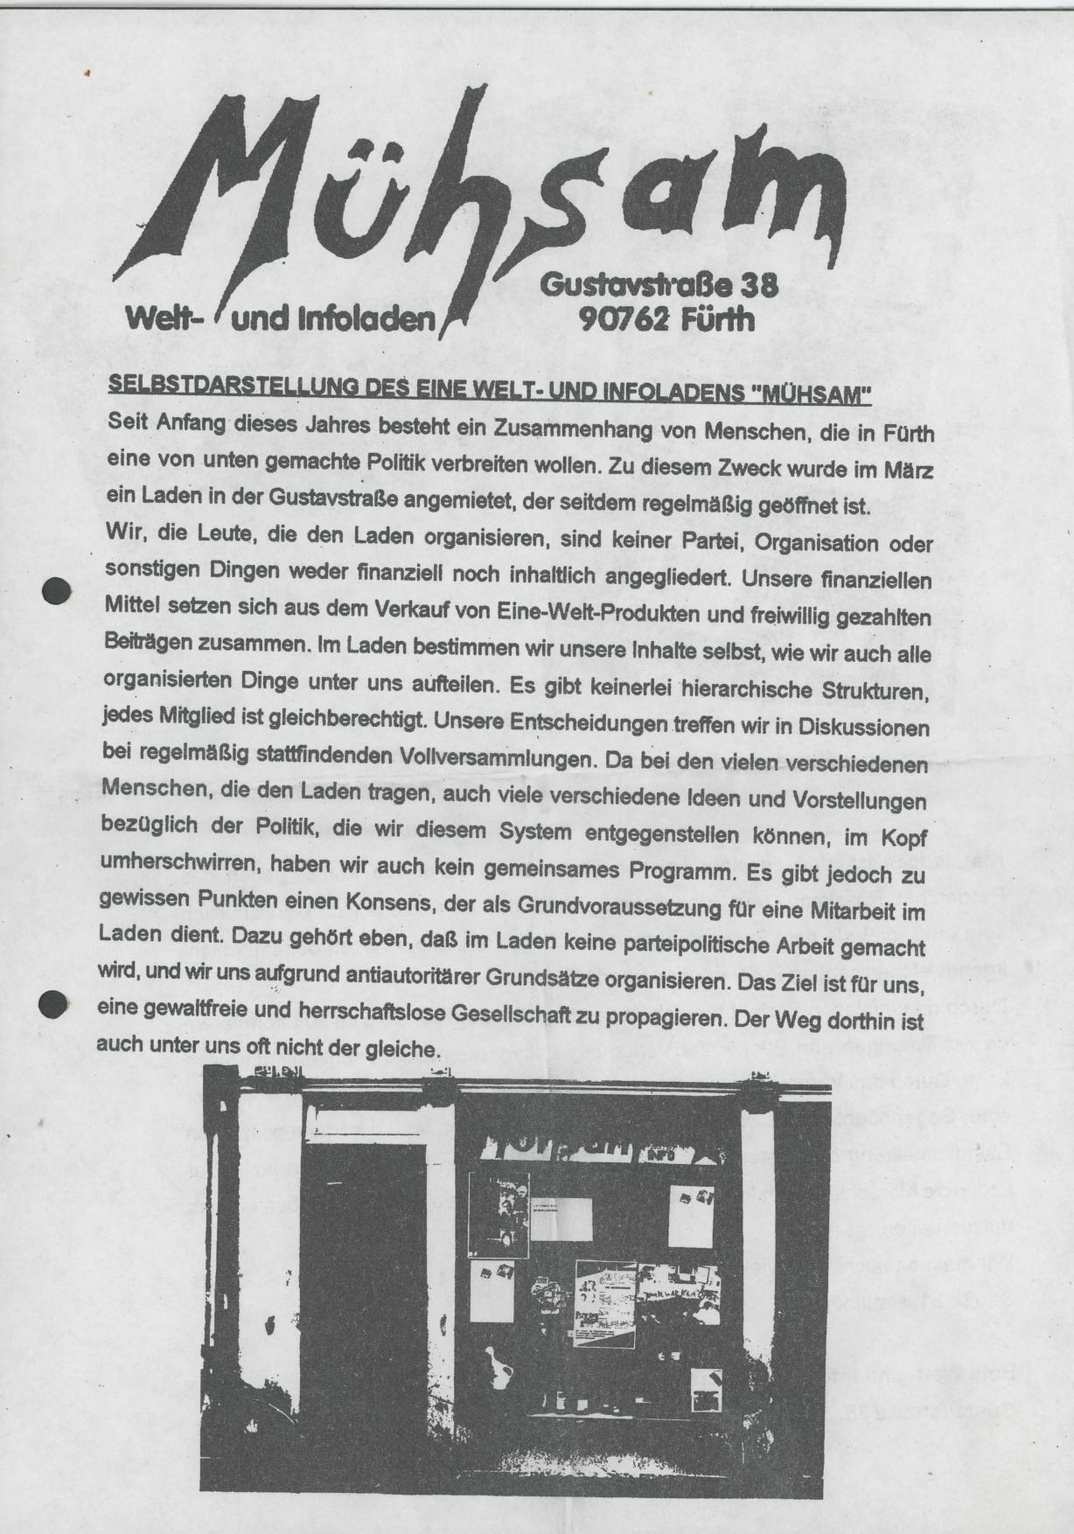 Mühsam
Gustavstraße 38
Welt- und Infoladen
90762 Fürth
SELBSTDARSTELLUNG DES EINE WELT- UND INFOLADENS "MÜHSAM"
Seit Anfang dieses Jahres besteht ein Zusammenhang von Menschen, die in Fürth
eine von unten gemachte Politik verbreiten wollen. Zu diesem Zweck wurde im März
ein Laden in der Gustavstraße angemietet, der seitdem regelmäßig geöffnet ist.
Wir, die Leute, die den Laden organisieren, sind keiner Partei, Organisation oder
sonstigen Dingen weder finanziell noch inhaltlich angegliedert. Unsere finanziellen
Mittel setzen sich aus dem Verkauf von Eine-Welt-Produkten und freiwillig gezahlten
Beiträgen zusammen. Im Laden bestimmen wir unsere Inhalte selbst, wie wir auch alle
organisierten Dinge unter uns aufteilen. Es gibt keinerlei hierarchische Strukturen,
jedes Mitglied ist gleichberechtigt. Unsere Entscheidungen treffen wir in Diskussionen
bei regelmäßig stattfindenden Vollversammlungen. Da bei den vielen verschiedenen
Menschen, die den Laden tragen, auch viele verschiedene Ideen und Vorstellungen
bezüglich der Politik, die wir diesem System entgegenstellen können, im Kopf
umherschwirren, haben wir auch kein gemeinsames Programm. Es gibt jedoch zu
gewissen Punkten einen Konsens, der als Grundvoraussetzung für eine Mitarbeit im
Laden dient. Dazu gehört eben, daß im Laden keine parteipolitische Arbeit gemacht
wird, und wir uns aufgrund antiautoritärer Grundsätze organisieren. Das Ziel ist für uns,
eine gewaltfreie und herrschaftslose Gesellschaft zu propagieren. Der Weg dorthin ist
auch unter uns oft nicht der gleiche.